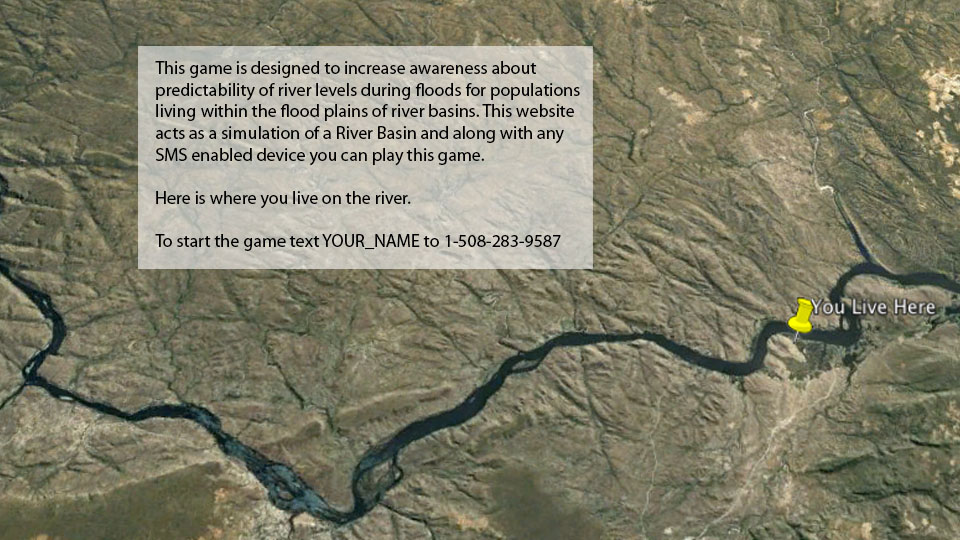 This game is designed to increase awareness about
predictability of river levels during floods for populations
living within the flood plains of river basins. This website
acts as a simulation of a River Basin and along with any
SMS enabled device you can play this game.
Here is where you live on the river.
To start the game text YOUR_NAME to 1-508-283-9587
You Live Here